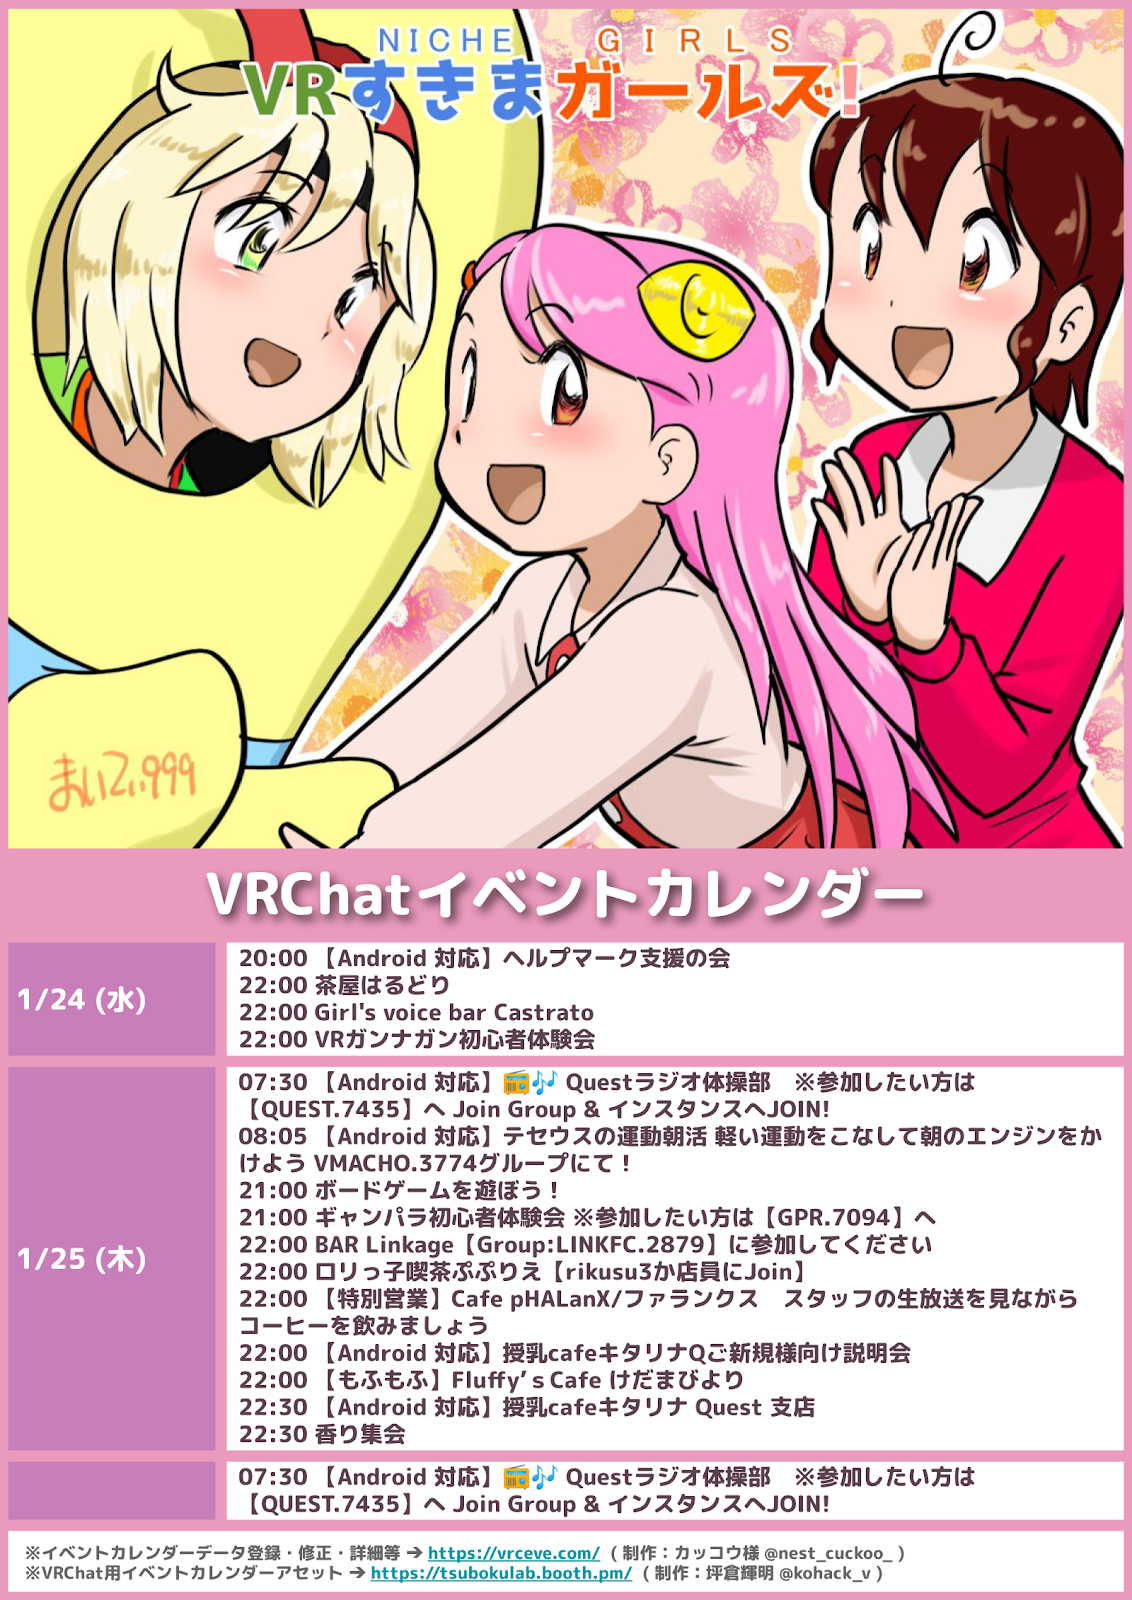 NICHE GIRLS
VRすきまガールズ!
まいてぃ999
VRChatイベントカレンダー
1/24 (水)
20:00 【Android 対応】ヘルプマーク支援の会
22:00 茶屋はるどり
22:00 Girl's voice bar Castrato
22:00 VRガンナガン初心者体験会
1/25 (木)
07:30 【Android 対応】📻🎶 Questラジオ体操部　※参加したい方は
【QUEST.7435】へ Join Group & インスタンスへJOIN!
08:05 【Android 対応】テセウスの運動朝活 軽い運動をこなして朝のエンジンをか
けよう VMACHO.3774グループにて！
21:00 ボードゲームを遊ぼう！
21:00 ギャンパラ初心者体験会 ※参加したい方は【GPR.7094】へ
22:00 BAR Linkage【Group:LINKFC.2879】に参加してください
22:00 ロリっ子喫茶ぷぷりえ【rikusu3か店員にJoin】
22:00 【特別営業】Cafe pHALanX/ファランクス　スタッフの生放送を見ながら
コーヒーを飲みましょう
22:00 【Android 対応】授乳cafeキタリナQご新規様向け説明会
22:00 【もふもふ】Fluffy’s Cafe けだまびより
22:30 【Android 対応】授乳cafeキタリナ Quest 支店
22:30 香り集会
07:30 【Android 対応】📻🎶 Questラジオ体操部　※参加したい方は
【QUEST.7435】へ Join Group & インスタンスへJOIN!
※イベントカレンダーデータ登録・修正・詳細等 ➔ https://vrceve.com/ ( 制作：カッコウ様 @nest_cuckoo_ )
※VRChat用イベントカレンダーアセット ➔ https://tsubokulab.booth.pm/ ( 制作：坪倉輝明 @kohack_v )